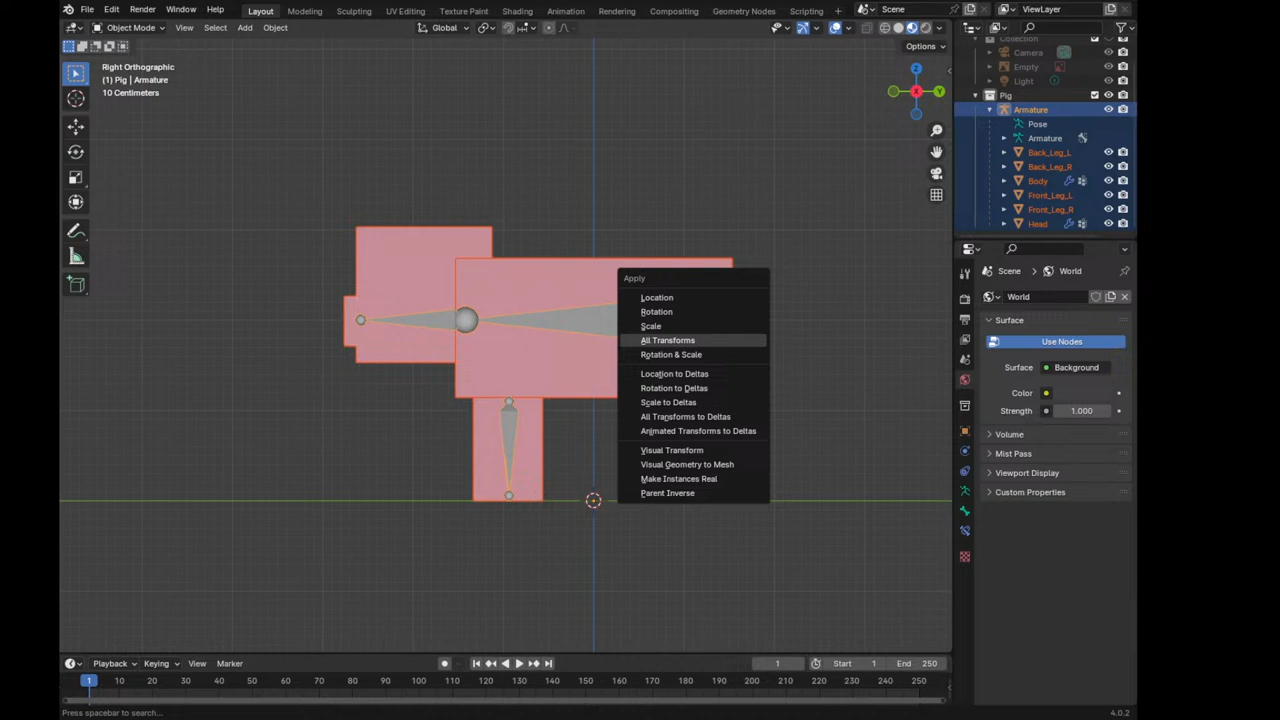 File Edit Render Window Help Layout Modeling Sculpting UV Editing Texture Paint Shading Animation Rendering Compositing Geometry Nodes Scripting + Scene ViewLayer
Object Mode View Select Add Object Global
Options
Right Orthographic
(1) Pig | Armature
10 Centimeters
Z
Y
X
Collection
Camera
Empty
Light
Pig
Armature
Pose
Armature
Back_Leg_L
Back_Leg_R
Body
Front_Leg_L
Front_Leg_R
Head
Apply
Location
Rotation
Scale
All Transforms
Rotation & Scale
Location to Deltas
Rotation to Deltas
Scale to Deltas
All Transforms to Deltas
Animated Transforms to Deltas
Visual Transform
Visual Geometry to Mesh
Make Instances Real
Parent Inverse
Scene > World
World
Surface
Use Nodes
Surface Background
Color
Strength 1.000
Volume
Mist Pass
Viewport Display
Custom Properties
Playback Keying View Marker 1 Start 1 End 250
1 10 20 30 40 50 60 70 80 90 100 110 120 130 140 150 160 170 180 190 200 210 220 230 240 250
Press spacebar to search...
4.0.2